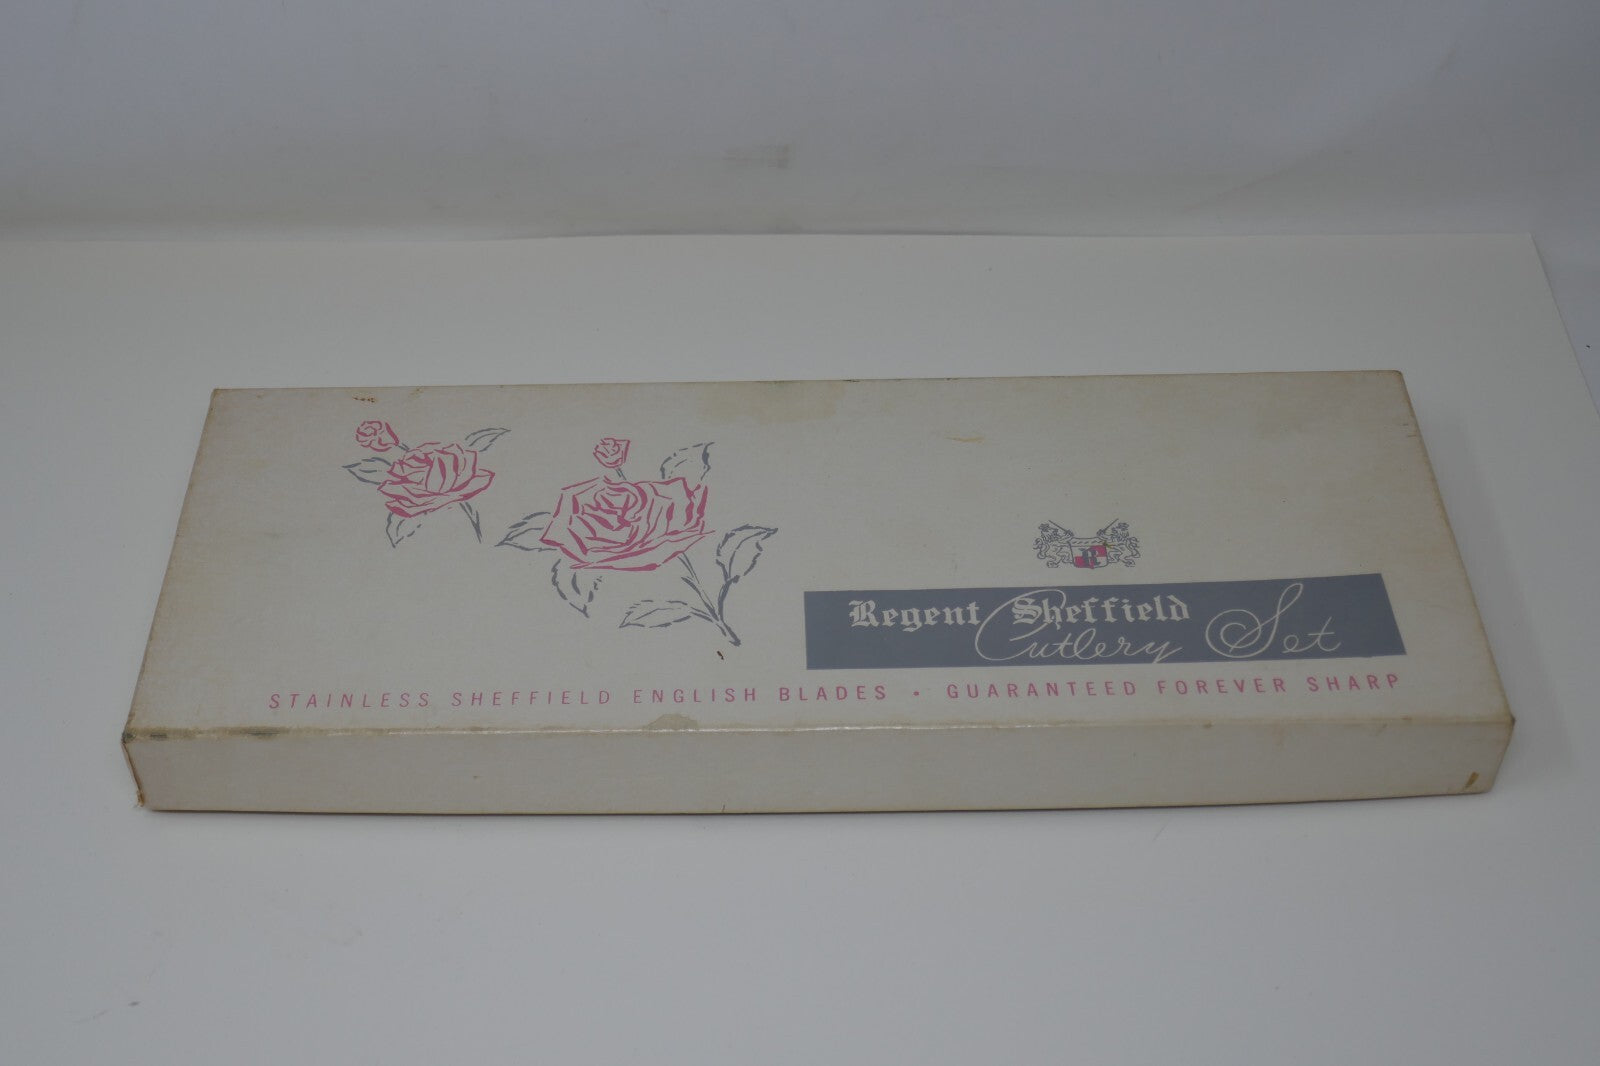 R
Regent Sheffield
Cutlery Set
STAINLESS SHEFFIELD ENGLISH BLADES • GUARANTEED FOREVER SHARP